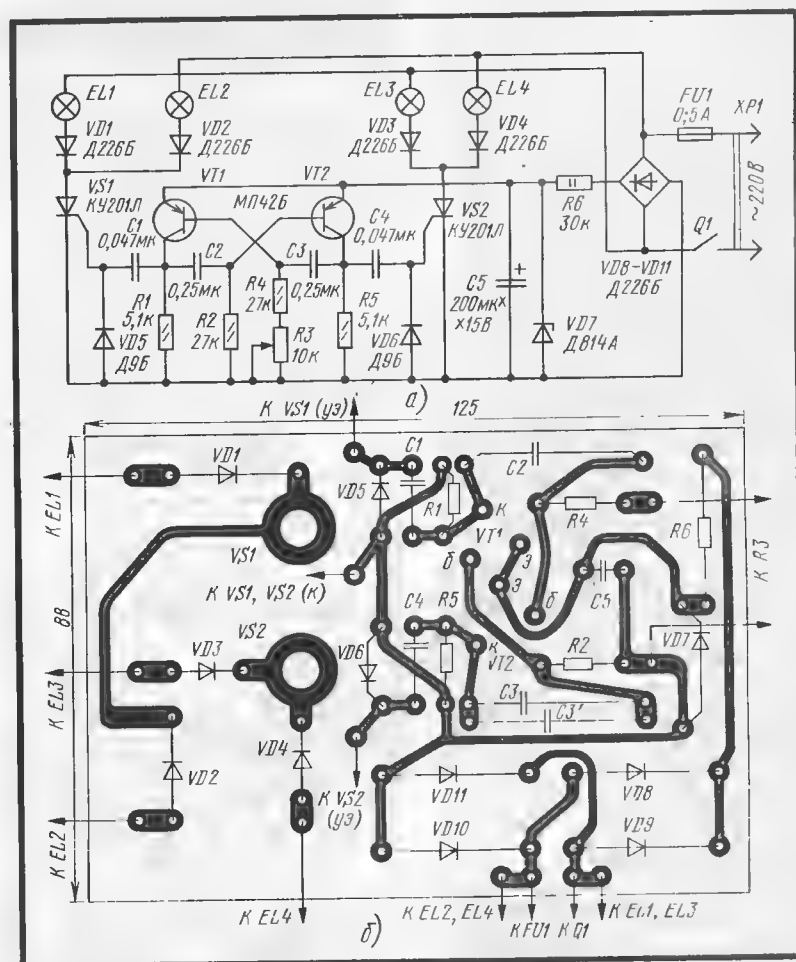 EL1
EL2
EL3
EL4
FU1
0,5А
XP1
VD1
Д226Б
VD2
Д226Б
VD3
Д226Б
VD4
Д226Б
VS1
КУ201Л
VT1
МП42Б
VT2
VS2
КУ201Л
R6
30к
~220В
Q1
C1
0,047мк
C2
0,25мк
C3
0,25мк
C4
0,047мк
R4
27к
R1
5,1к
R2
27к
R3
10к
R5
5,1к
C5
200мк×
×15В
VD5
Д9Б
VD6
Д9Б
VD7
Д814А
VD8-VD11
Д226Б
а)
К VS1 (уэ)
125
88
К EL1
VD1
VS1
VD5
C1
R1
к
VT1
C2
R4
R6
К R3
К VS1, VS2 (к)
б
э
э
б
C5
К EL3
VD3
VS2
VD6
C4
R5
к
VT2
R2
VD7
C3
C3'
VD2
VD4
К EL2
К VS2
(уэ)
VD11
VD8
VD10
VD9
К EL4
К EL2, EL4
К FU1
К Q1
К EL1, EL3
б)